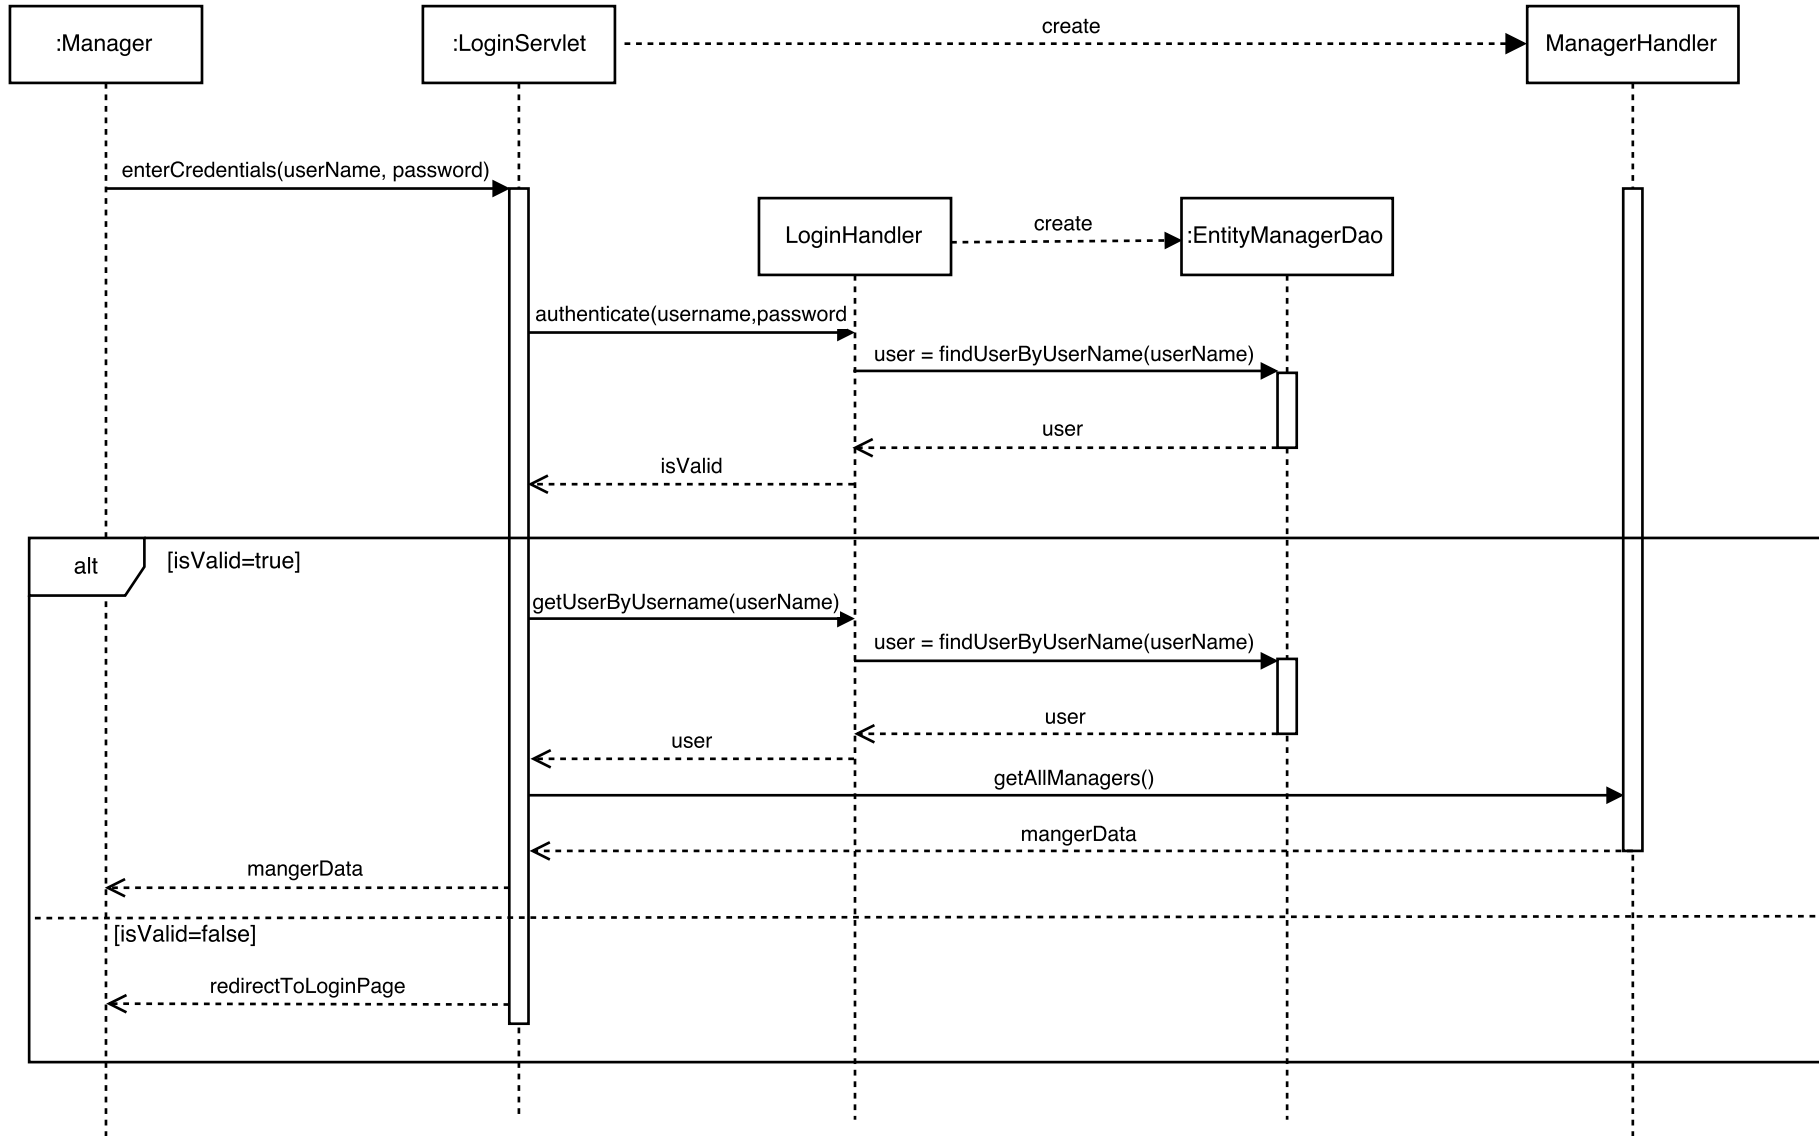 :Manager
:LoginServlet
create
ManagerHandler
enterCredentials(userName, password)
LoginHandler
create
:EntityManagerDao
authenticate(username,password
user = findUserByUserName(userName)
user
isValid
alt
[isValid=true]
getUserByUsername(userName)
user = findUserByUserName(userName)
user
user
getAllManagers()
mangerData
mangerData
[isValid=false]
redirectToLoginPage